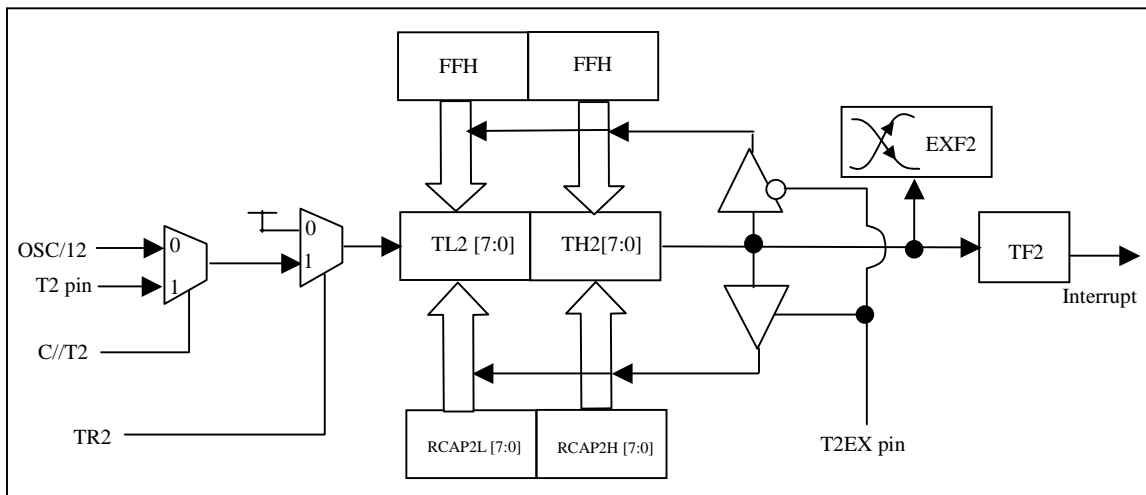 FFH FFH
EXF2
OSC/12 0 0 TL2 [7:0] TH2[7:0] TF2
1
T2 pin 1
Interrupt
C//T2
TR2 RCAP2L [7:0] RCAP2H [7:0] T2EX pin